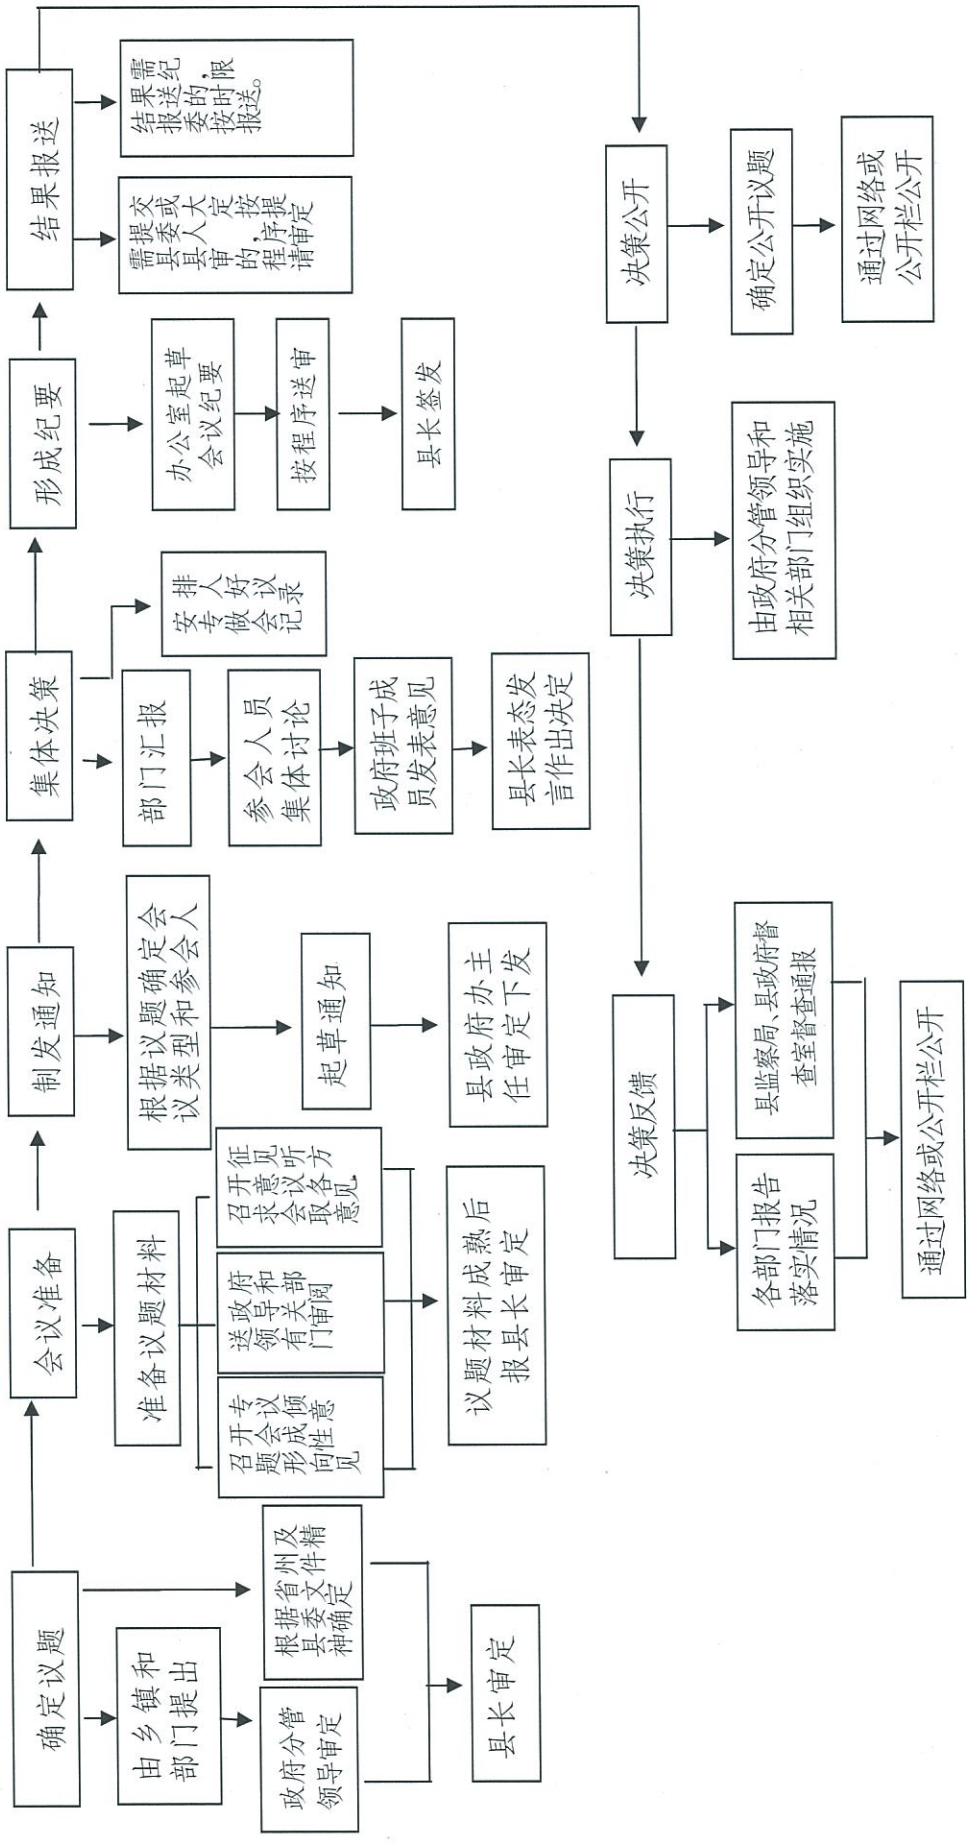 确定议题
由乡镇和
部门提出
政府分管
领导审定
根据省州及
县委文件精
神确定
县长审定
会议准备
准备议题材料
召开专
题会议
形成倾
向性意
见
送政府
领导和
有关部
门审阅
召开征
求意见
会议听
取各方
意见
议题材料成熟后
报县长审定
制发通知
根据议题确定会
议类型和参会人
起草通知
县政府办主
任审定下发
集体决策
部门汇报
参会人员
集体讨论
政府班子成
员发表意见
县长表态发
言作出决定
安排
专人
做好
会议
记录
形成纪要
办公室起草
会议纪要
按程序送审
县长签发
结果报送
需提交
县委或
县人大
审定
的,按
程序提
请审定
结果需
报送纪
委的,
按时限
报送。
决策公开
确定公开议题
通过网络或
公开栏公开
决策执行
由政府分管领导和
相关部门组织实施
决策反馈
各部门报告
落实情况
县监察局、县政府督
查室督查通报
通过网络或公开栏公开